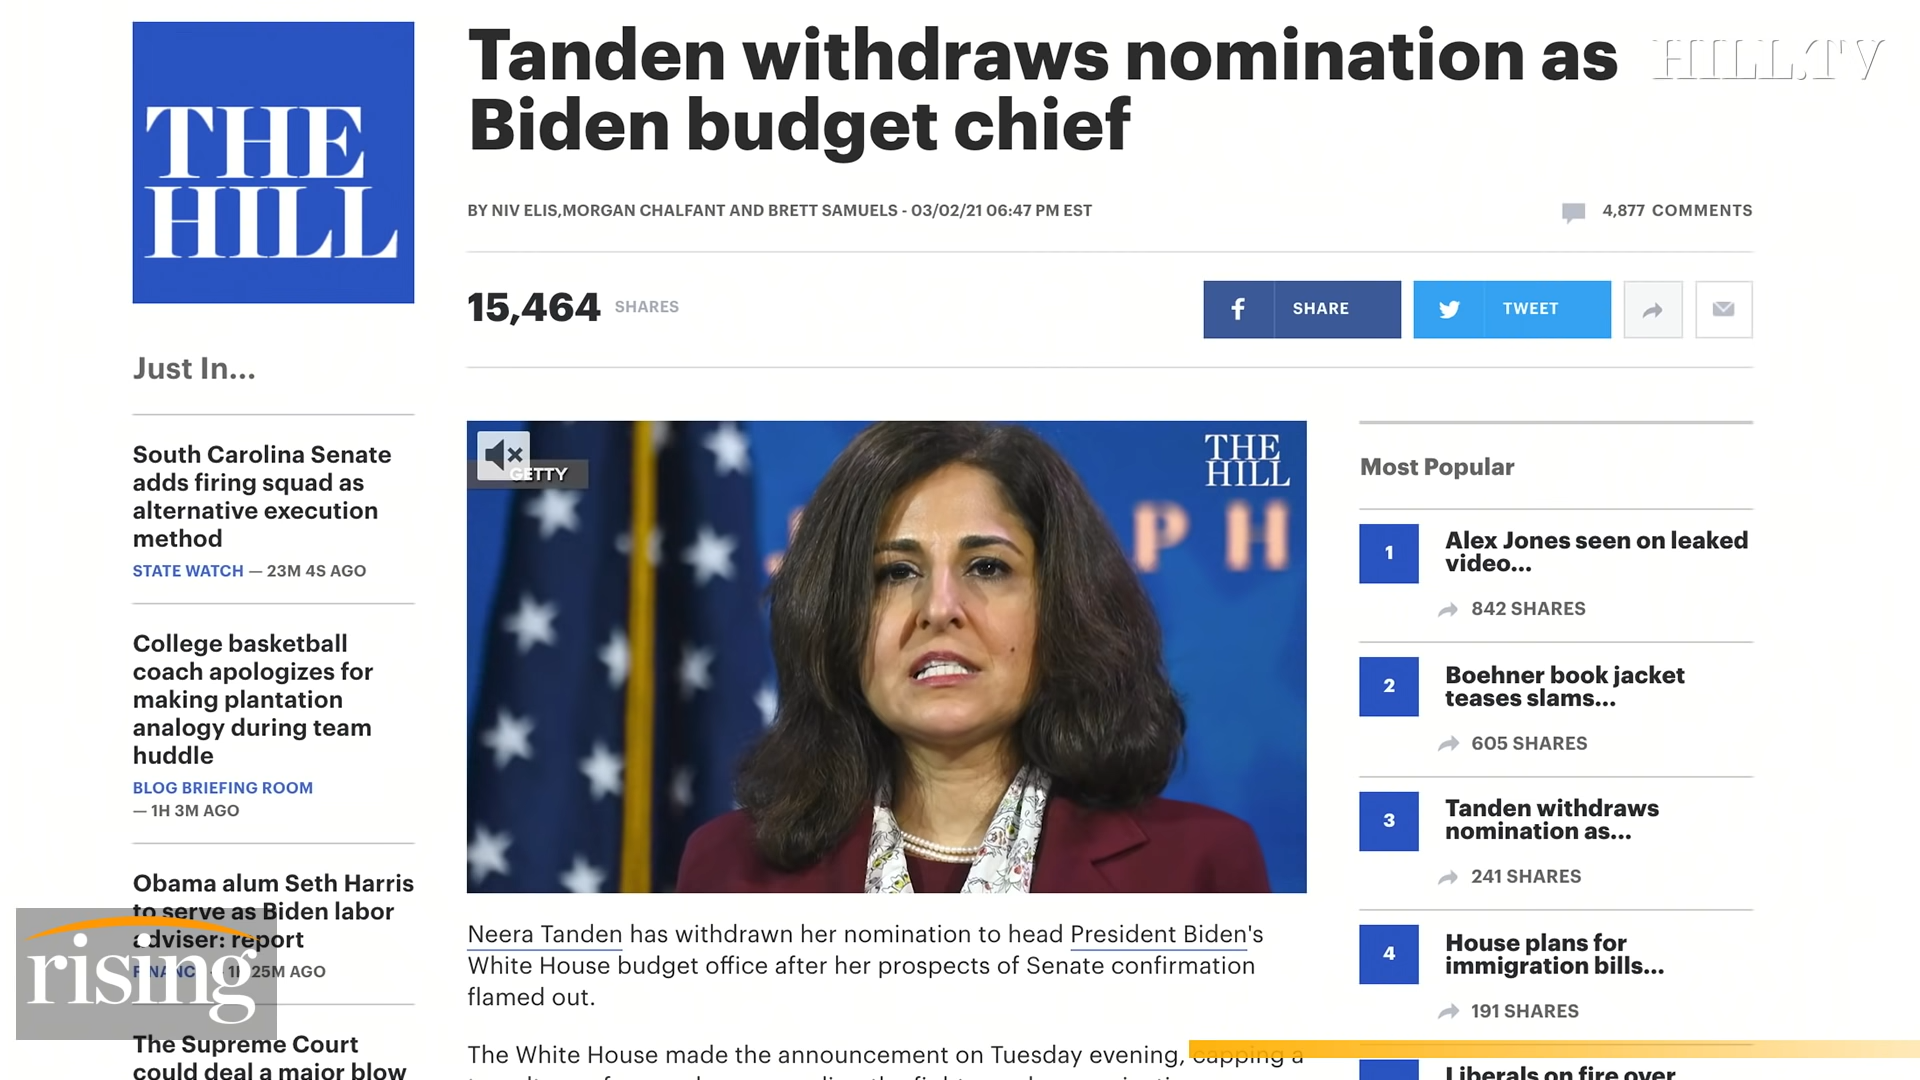 Tanden withdraws nomination as
Biden budget chief
HILL.TV
THE
HILL
BY NIV ELIS,MORGAN CHALFANT AND BRETT SAMUELS - 03/02/21 06:47 PM EST
4,877 COMMENTS
15,464 SHARES
f SHARE
TWEET
Just In...
South Carolina Senate
adds firing squad as
alternative execution
method
STATE WATCH — 23M 4S AGO
College basketball
coach apologizes for
making plantation
analogy during team
huddle
BLOG BRIEFING ROOM
— 1H 3M AGO
Obama alum Seth Harris
to serve as Biden labor
adviser: report
FINANCE — 1H 25M AGO
rising
The Supreme Court
could deal a major blow
GETTY
THE
HILL
PH
Neera Tanden has withdrawn her nomination to head President Biden's
White House budget office after her prospects of Senate confirmation
flamed out.
The White House made the announcement on Tuesday evening, capping a
Most Popular
1
Alex Jones seen on leaked
video...
842 SHARES
2
Boehner book jacket
teases slams...
605 SHARES
3
Tanden withdraws
nomination as...
241 SHARES
4
House plans for
immigration bills...
191 SHARES
Liberals on fire over